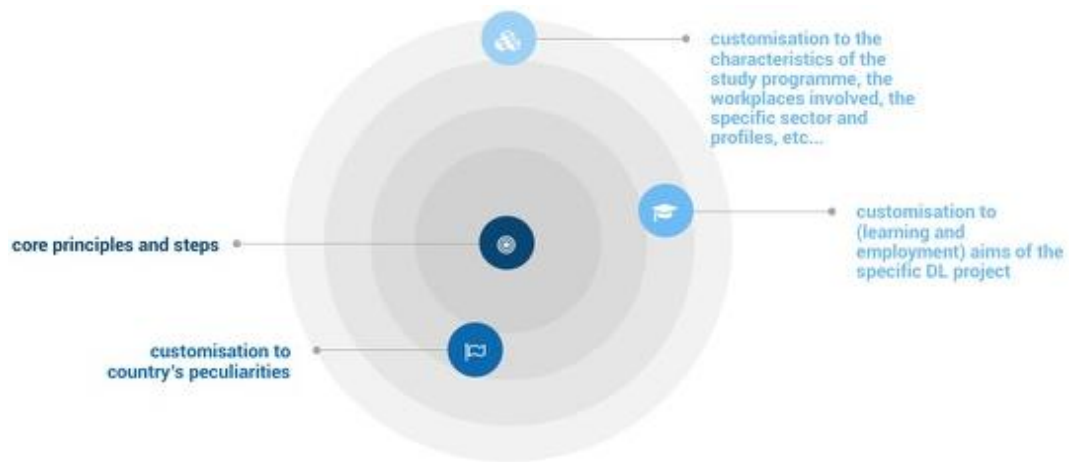 customisation to the
characteristics of the
study programme, the
workplaces involved, the
specific sector and
profiles, etc...
customisation to
(learning and
employment) aims of the
specific DL project
core principles and steps
customisation to
country's peculiarities